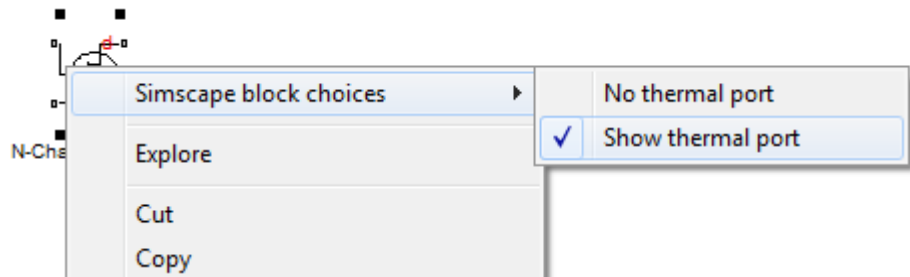 d
Simscape block choices
No thermal port
Show thermal port
N-Cha
Explore
Cut
Copy